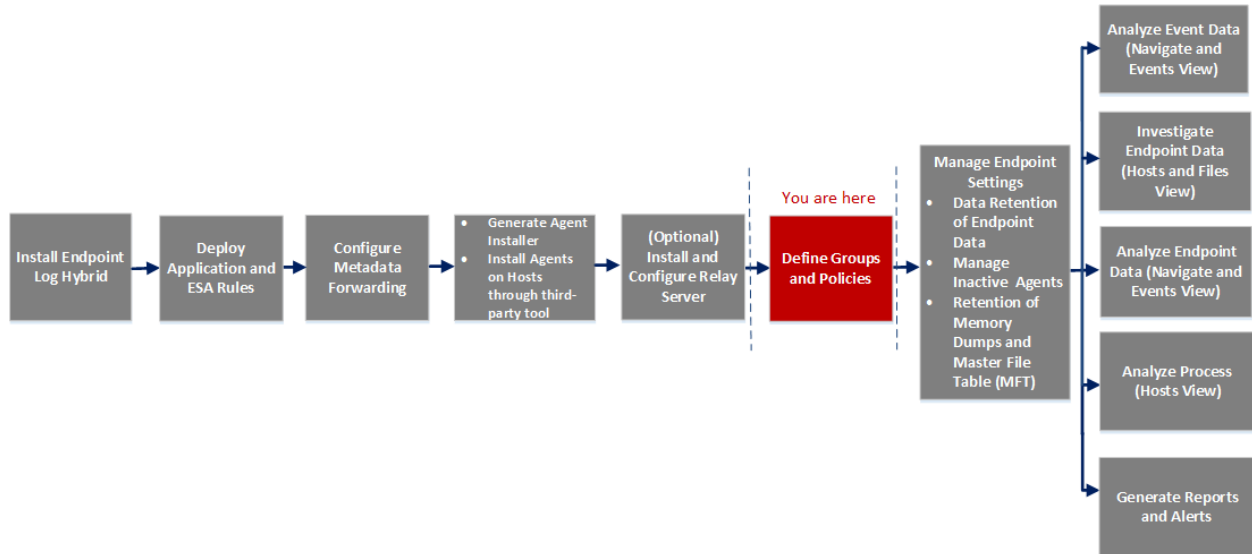 Install Endpoint
Log Hybrid
Deploy
Application and
ESA Rules
Configure
Metadada
Forwarding
• Generate Agent
Installer
• Install Agents
on Hosts
through third-
party tool
(Optional)
Install and
Configure Relay
Server
You are here
Define Groups
and Policies
Manage Endpoint
Settings
• Data Retention
of Endpoint
Data
• Manage
Inactive Agents
• Retention of
Memory
Dumps and
Master File
Table (MFT)
Analyze Event Data
(Navigate and
Events View)
Investigate
Endpoint Data
(Hosts and Files
View)
Analyze Endpoint
Data (Navigate and
Events View)
Analyze Process
(Hosts View)
Generate Reports
and Alerts